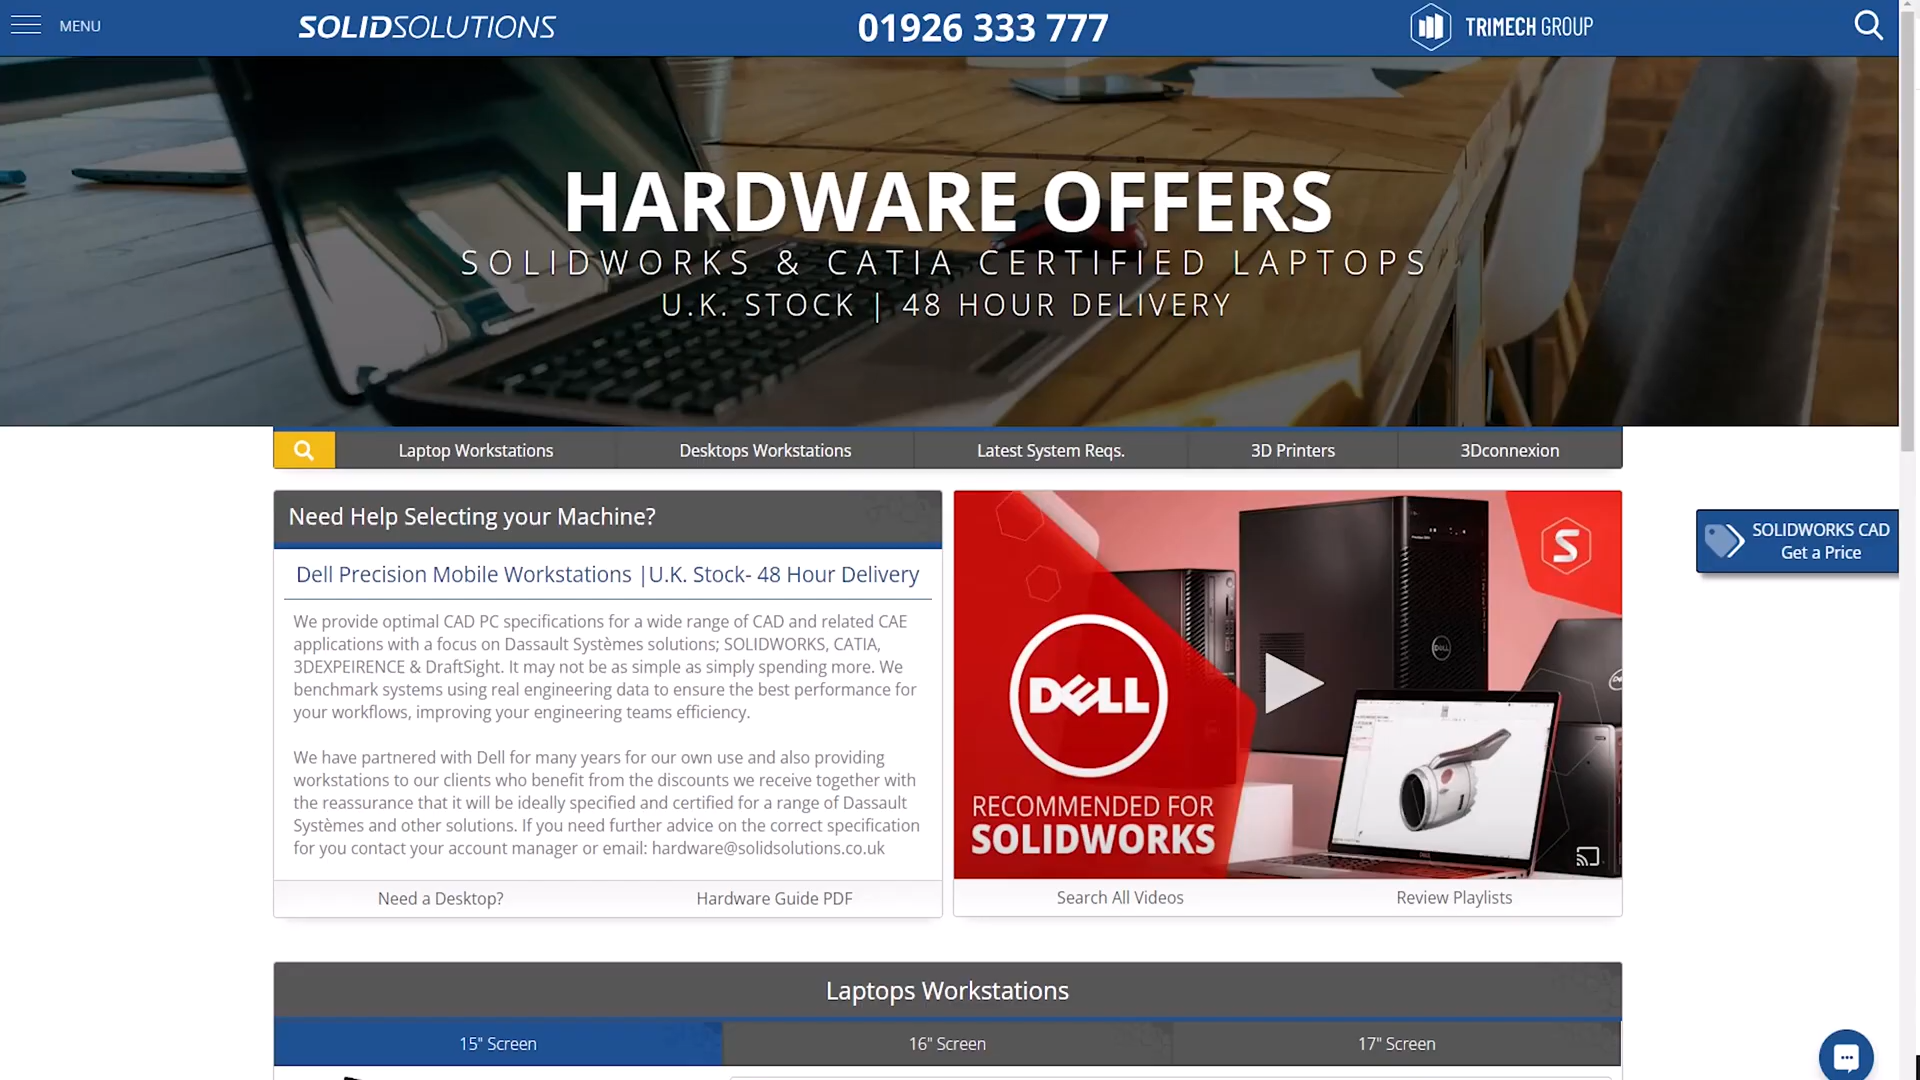 MENU
SOLIDSOLUTIONS
01926 333 777
TRIMECH GROUP
HARDWARE OFFERS
SOLIDWORKS & CATIA CERTIFIED LAPTOPS
U.K. STOCK | 48 HOUR DELIVERY
Laptop Workstations
Desktops Workstations
Latest System Reqs.
3D Printers
3Dconnexion
Need Help Selecting your Machine?
Dell Precision Mobile Workstations |U.K. Stock- 48 Hour Delivery
We provide optimal CAD PC specifications for a wide range of CAD and related CAE
applications with a focus on Dassault Systèmes solutions; SOLIDWORKS, CATIA,
3DEXPEIRENCE & DraftSight. It may not be as simple as simply spending more. We
benchmark systems using real engineering data to ensure the best performance for
your workflows, improving your engineering teams efficiency.
We have partnered with Dell for many years for our own use and also providing
workstations to our clients who benefit from the discounts we receive together with
the reassurance that it will be ideally specified and certified for a range of Dassault
Systèmes and other solutions. If you need further advice on the correct specification
for you contact your account manager or email: hardware@solidsolutions.co.uk
Need a Desktop?
Hardware Guide PDF
S
DELL
DELL
RECOMMENDED FOR
SOLIDWORKS
Search All Videos
Review Playlists
SOLIDWORKS CAD
Get a Price
Laptops Workstations
15" Screen
16" Screen
17" Screen